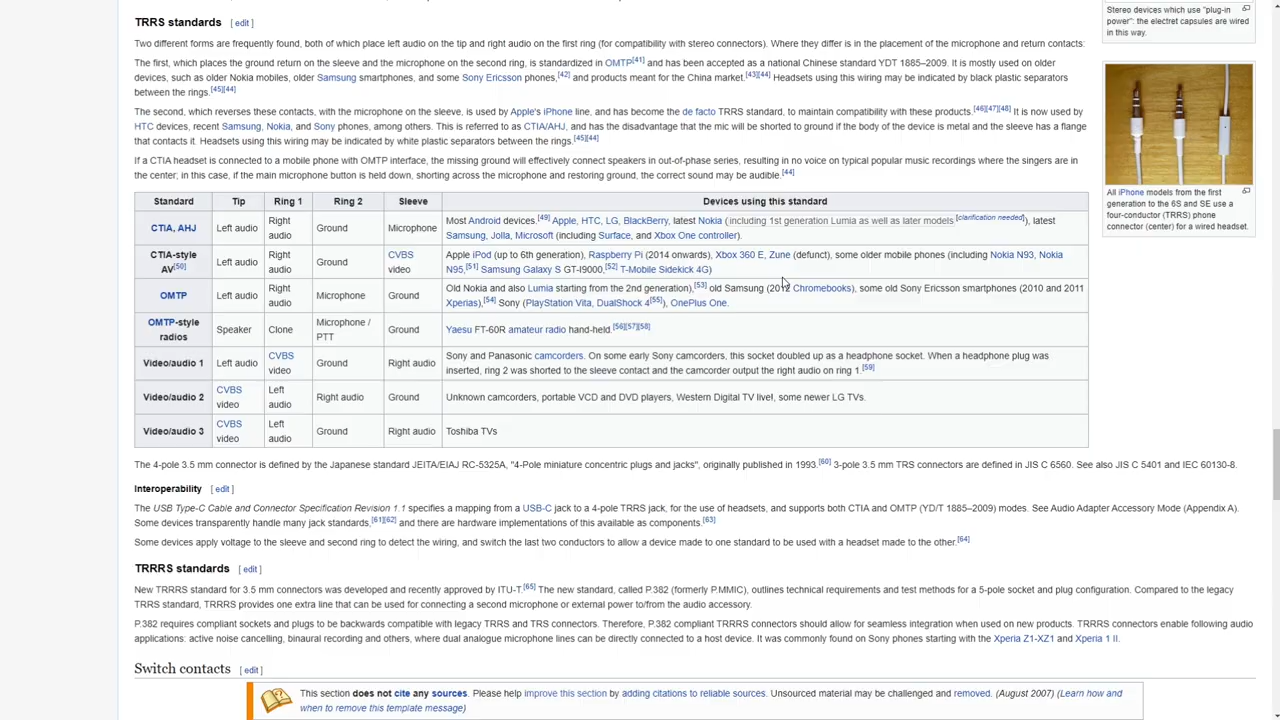 Stereo devices which use "plug-in
power": the electret capsules are wired
in this way.
TRRS standards [ edit ]
Two different forms are frequently found, both of which place left audio on the tip and right audio on the first ring (for compatibility with stereo connectors). Where they differ is in the placement of the microphone and return contacts:
The first, which places the ground return on the sleeve and the microphone on the second ring, is standardized in OMTP[41] and has been accepted as a national Chinese standard YDT 1885–2009. It is mostly used on older
devices, such as older Nokia mobiles, older Samsung smartphones, and some Sony Ericsson phones,[42] and products meant for the China market.[43][44] Headsets using this wiring may be indicated by black plastic separators
between the rings.[45][44]
The second, which reverses these contacts, with the microphone on the sleeve, is used by Apple's iPhone line, and has become the de facto TRRS standard, to maintain compatibility with these products.[46][47][48] It is now used by
HTC devices, recent Samsung, Nokia, and Sony phones, among others. This is referred to as CTIA/AHJ, and has the disadvantage that the mic will be shorted to ground if the body of the device is metal and the sleeve has a flange
that contacts it. Headsets using this wiring may be indicated by white plastic separators between the rings.[45][44]
If a CTIA headset is connected to a mobile phone with OMTP interface, the missing ground will effectively connect speakers in out-of-phase series, resulting in no voice on typical popular music recordings where the singers are in
the center; in this case, if the main microphone button is held down, shorting across the microphone and restoring ground, the correct sound may be audible.[44]
All iPhone models from the first
generation to the 6S and SE use a
four-conductor (TRRS) phone
connector (center) for a wired headset.
Standard Tip Ring 1 Ring 2 Sleeve Devices using this standard
CTIA, AHJ Left audio Right audio Ground Microphone Most Android devices.[49] Apple, HTC, LG, BlackBerry, latest Nokia (including 1st generation Lumia as well as later models [clarification needed]), latest
Samsung, Jolla, Microsoft (including Surface, and Xbox One controller).
CTIA-style AV[50] Left audio Right audio Ground CVBS video Apple iPod (up to 6th generation), Raspberry Pi (2014 onwards), Xbox 360 E, Zune (defunct), some older mobile phones (including Nokia N93, Nokia
N95,[51] Samsung Galaxy S GT-I9000,[52] T-Mobile Sidekick 4G)
OMTP Left audio Right audio Microphone Ground Old Nokia and also Lumia starting from the 2nd generation),[53] old Samsung (2012 Chromebooks), some old Sony Ericsson smartphones (2010 and 2011
Xperias),[54] Sony (PlayStation Vita, DualShock 4[55]), OnePlus One.
OMTP-style radios Speaker Clone Microphone / PTT Ground Yaesu FT-60R amateur radio hand-held.[56][57][58]
Video/audio 1 Left audio CVBS video Ground Right audio Sony and Panasonic camcorders. On some early Sony camcorders, this socket doubled up as a headphone socket. When a headphone plug was
inserted, ring 2 was shorted to the sleeve contact and the camcorder output the right audio on ring 1.[59]
Video/audio 2 CVBS video Left audio Right audio Ground Unknown camcorders, portable VCD and DVD players, Western Digital TV live!, some newer LG TVs.
Video/audio 3 CVBS video Left audio Ground Right audio Toshiba TVs
The 4-pole 3.5 mm connector is defined by the Japanese standard JEITA/EIAJ RC-5325A, "4-Pole miniature concentric plugs and jacks", originally published in 1993.[60] 3-pole 3.5 mm TRS connectors are defined in JIS C 6560. See also JIS C 5401 and IEC 60130-8.
Interoperability [ edit ]
The USB Type-C Cable and Connector Specification Revision 1.1 specifies a mapping from a USB-C jack to a 4-pole TRRS jack, for the use of headsets, and supports both CTIA and OMTP (YD/T 1885–2009) modes. See Audio Adapter Accessory Mode (Appendix A).
Some devices transparently handle many jack standards,[61][62] and there are hardware implementations of this available as components.[63]
Some devices apply voltage to the sleeve and second ring to detect the wiring, and switch the last two conductors to allow a device made to one standard to be used with a headset made to the other.[64]
TRRRS standards [ edit ]
New TRRRS standard for 3.5 mm connectors was developed and recently approved by ITU-T.[65] The new standard, called P.382 (formerly P.MMIC), outlines technical requirements and test methods for a 5-pole socket and plug configuration. Compared to the legacy
TRRS standard, TRRRS provides one extra line that can be used for connecting a second microphone or external power to/from the audio accessory.
P.382 requires compliant sockets and plugs to be backwards compatible with legacy TRRS and TRS connectors. Therefore, P.382 compliant TRRRS connectors should allow for seamless integration when used on new products. TRRRS connectors enable following audio
applications: active noise cancelling, binaural recording and others, where dual analogue microphone lines can be directly connected to a host device. It was commonly found on Sony phones starting with the Xperia Z1-XZ1 and Xperia 1 II.
Switch contacts [ edit ]
This section does not cite any sources. Please help improve this section by adding citations to reliable sources. Unsourced material may be challenged and removed. (August 2007) (Learn how and
when to remove this template message)